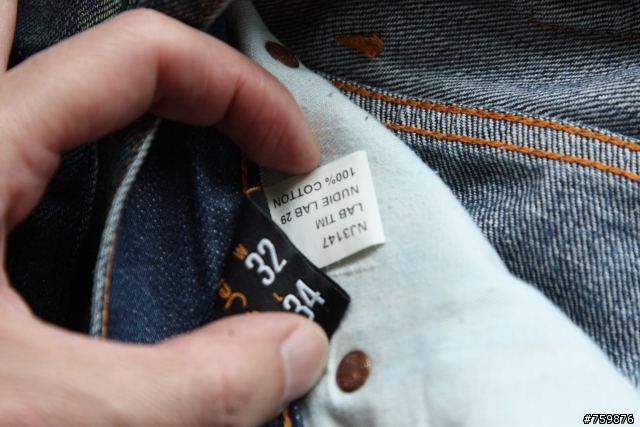 NJ3147
LAB TIM
NUDIE LAB 29
100% COTTON
W 32
L 34
#759876